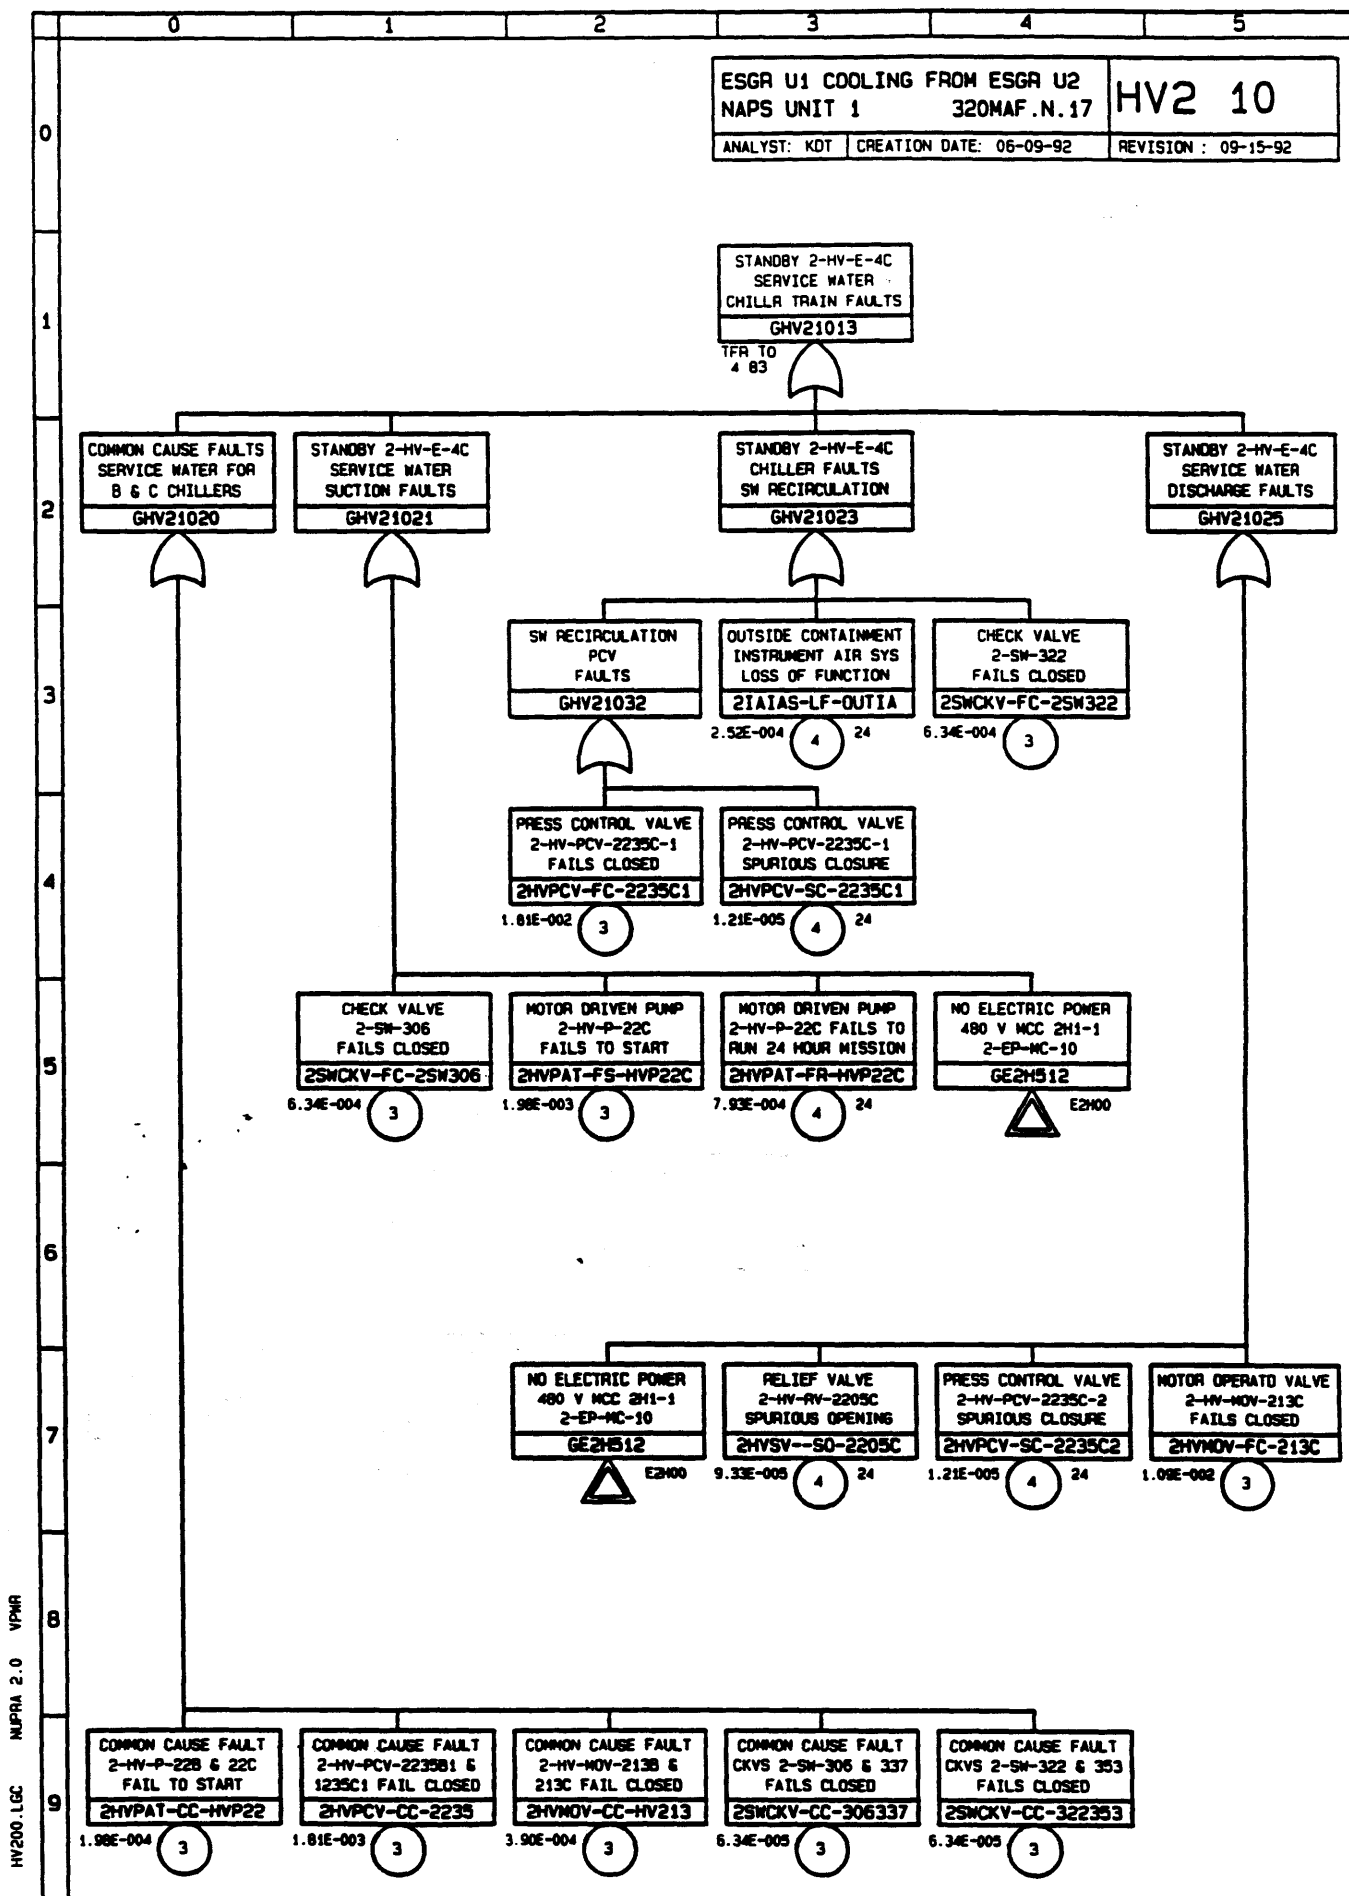 0 1 2 3 4 5
ESGR U1 COOLING FROM ESGR U2
NAPS UNIT 1 320MAF.N.17
HV2 10
ANALYST: KDT CREATION DATE: 06-09-92 REVISION : 09-15-92
0
STANDBY 2-HV-E-4C
SERVICE WATER
CHILLR TRAIN FAULTS
GHV21013
TFR TO
4 83
1
COMMON CAUSE FAULTS
SERVICE WATER FOR
B & C CHILLERS
GHV21020
STANDBY 2-HV-E-4C
SERVICE WATER
SUCTION FAULTS
GHV21021
STANDBY 2-HV-E-4C
CHILLER FAULTS
SW RECIRCULATION
GHV21023
STANDBY 2-HV-E-4C
SERVICE WATER
DISCHARGE FAULTS
GHV21025
2
SW RECIRCULATION
PCV
FAULTS
GHV21032
OUTSIDE CONTAINMENT
INSTRUMENT AIR SYS
LOSS OF FUNCTION
2IAIAS-LF-OUTIA
2.52E-004 4 24
CHECK VALVE
2-SW-322
FAILS CLOSED
2SWCKV-FC-2SW322
6.34E-004 3
3
PRESS CONTROL VALVE
2-HV-PCV-2235C-1
FAILS CLOSED
2HVPCV-FC-2235C1
1.81E-002 3
PRESS CONTROL VALVE
2-HV-PCV-2235C-1
SPURIOUS CLOSURE
2HVPCV-SC-2235C1
1.21E-005 4 24
4
CHECK VALVE
2-SW-306
FAILS CLOSED
2SWCKV-FC-2SW306
6.34E-004 3
MOTOR DRIVEN PUMP
2-HV-P-22C
FAILS TO START
2HVPAT-FS-HVP22C
1.98E-003 3
MOTOR DRIVEN PUMP
2-HV-P-22C FAILS TO
RUN 24 HOUR MISSION
2HVPAT-FR-HVP22C
7.93E-004 4 24
NO ELECTRIC POWER
480 V MCC 2H1-1
2-EP-MC-10
GE2H512
E2H00
5
6
NO ELECTRIC POWER
480 V MCC 2H1-1
2-EP-MC-10
GE2H512
E2H00
RELIEF VALVE
2-HV-RV-2205C
SPURIOUS OPENING
2HVSV--SO-2205C
9.33E-005 4 24
PRESS CONTROL VALVE
2-HV-PCV-2235C-2
SPURIOUS CLOSURE
2HVPCV-SC-2235C2
1.21E-005 4 24
MOTOR OPERATD VALVE
2-HV-MOV-213C
FAILS CLOSED
2HVMOV-FC-213C
1.09E-002 3
7
8
COMMON CAUSE FAULT
2-HV-P-22B & 22C
FAIL TO START
2HVPAT-CC-HVP22
1.98E-004 3
COMMON CAUSE FAULT
2-HV-PCV-2235B1 &
1235C1 FAIL CLOSED
2HVPCV-CC-2235
1.81E-003 3
COMMON CAUSE FAULT
2-HV-MOV-213B &
213C FAIL CLOSED
2HVMOV-CC-HV213
3.90E-004 3
COMMON CAUSE FAULT
CKVS 2-SW-306 & 337
FAILS CLOSED
2SWCKV-CC-306337
6.34E-005 3
COMMON CAUSE FAULT
CKVS 2-SW-322 & 353
FAILS CLOSED
2SWCKV-CC-322353
6.34E-005 3
9
HV200.LGC NUPRA 2.0 VPWR